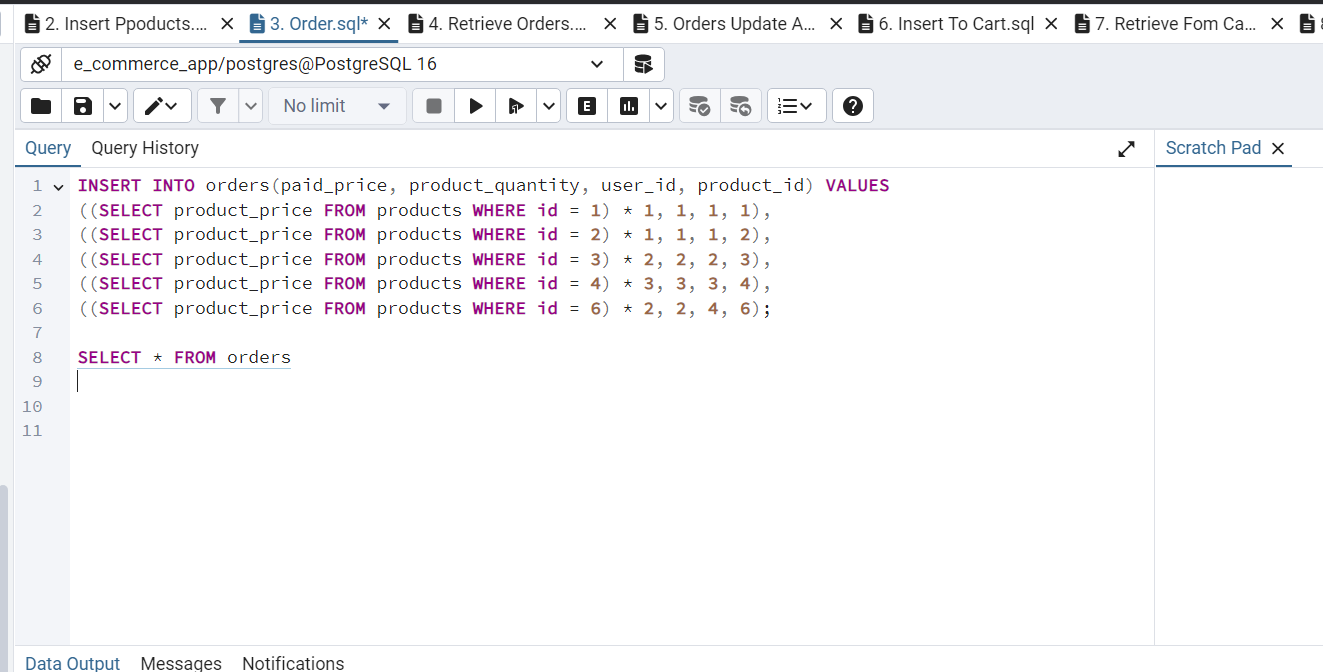 2. Insert Ppoducts.... 3. Order.sql* 4. Retrieve Orders.... 5. Orders Update A... 6. Insert To Cart.sql 7. Retrieve Fom Ca...
e_commerce_app/postgres@PostgreSQL 16
No limit E
Query Query History Scratch Pad
1 INSERT INTO orders(paid_price, product_quantity, user_id, product_id) VALUES
2 ((SELECT product_price FROM products WHERE id = 1) * 1, 1, 1, 1),
3 ((SELECT product_price FROM products WHERE id = 2) * 1, 1, 1, 2),
4 ((SELECT product_price FROM products WHERE id = 3) * 2, 2, 2, 3),
5 ((SELECT product_price FROM products WHERE id = 4) * 3, 3, 3, 4),
6 ((SELECT product_price FROM products WHERE id = 6) * 2, 2, 4, 6);
7
8 SELECT * FROM orders
9
10
11
Data Output Messages Notifications